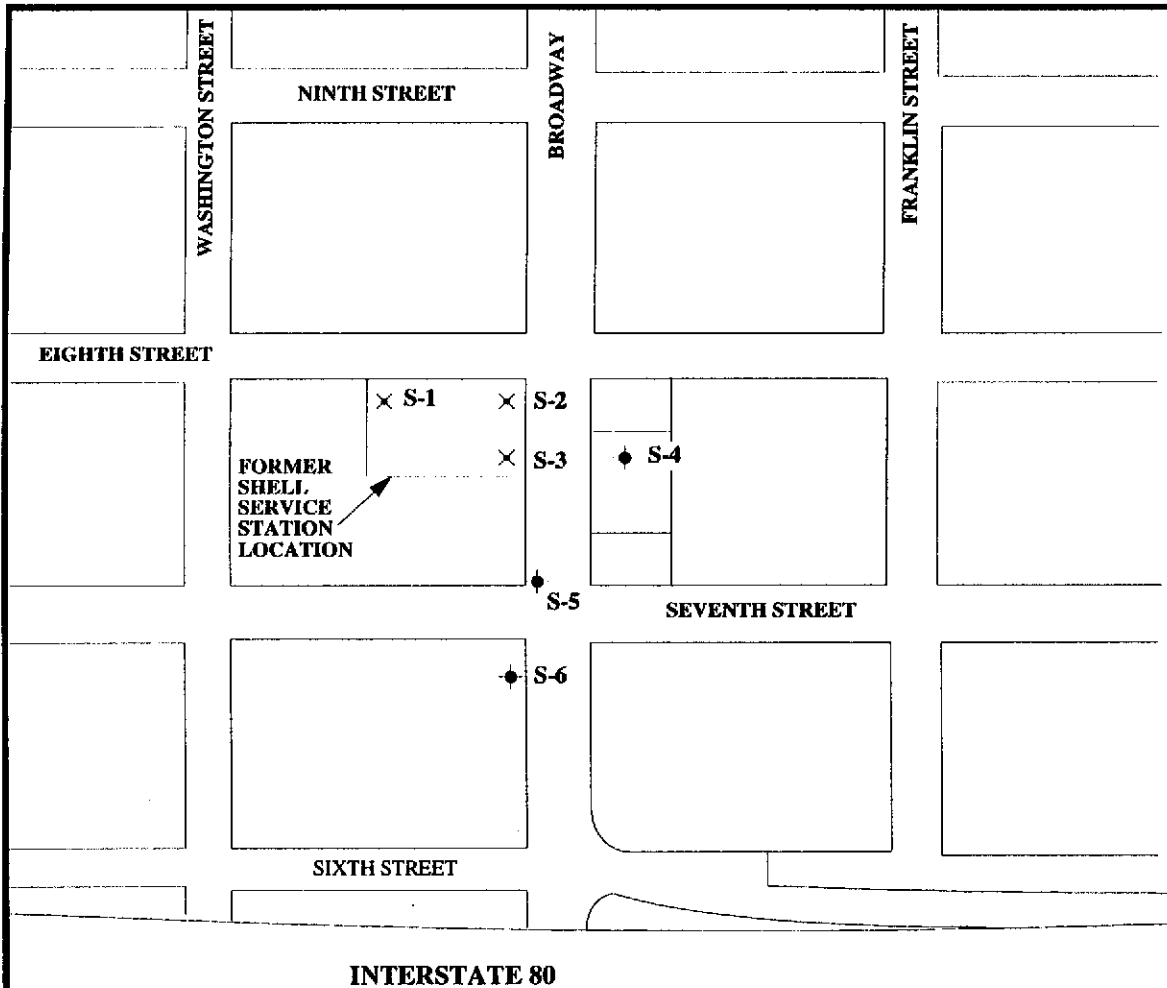 WASHINGTON STREET
NINTH STREET
BROADWAY
FRANKLIN STREET
EIGHTH STREET
S-1
S-2
S-3
S-4
FORMER
SHELL
SERVICE
STATION
LOCATION
S-5
SEVENTH STREET
S-6
SIXTH STREET
INTERSTATE 80